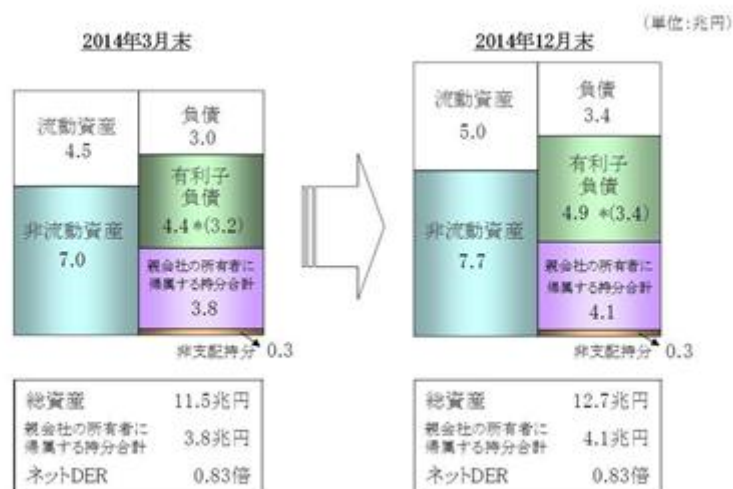 (単位:兆円)
2014年3月末
流動資産
4.5
負債
3.0
非流動資産
7.0
有利子
負債
4.4 *(3.2)
親会社の所有者に
帰属する持分合計
3.8
非支配持分 0.3
総資産 11.5兆円
親会社の所有者に
帰属する持分合計 3.8兆円
ネットDER 0.83倍
2014年12月末
流動資産
5.0
負債
3.4
非流動資産
7.7
有利子
負債
4.9 *(3.4)
親会社の所有者に
帰属する持分合計
4.1
非支配持分 0.3
総資産 12.7兆円
親会社の所有者に
帰属する持分合計 4.1兆円
ネットDER 0.83倍